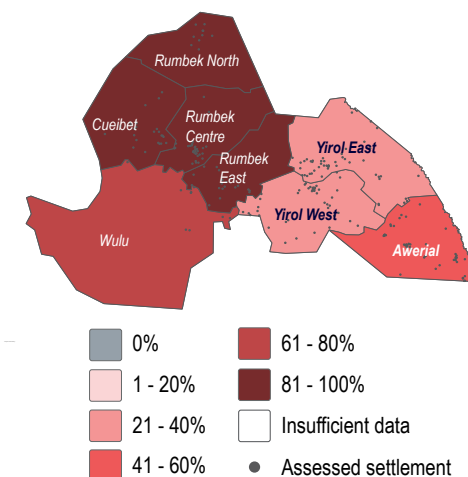 Rumbek North
Cueibet
Rumbek
Centre
Rumbek
East
Yirol East
Yirol West
Wulu
Awerial
0%
1 - 20%
21 - 40%
41 - 60%
61 - 80%
81 - 100%
Insufficient data
Assessed settlement